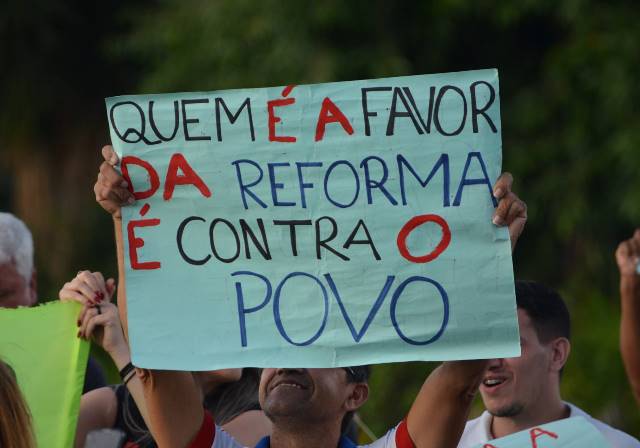 QUEM É A FAVOR
DA REFORMA
É CONTRA O
POVO